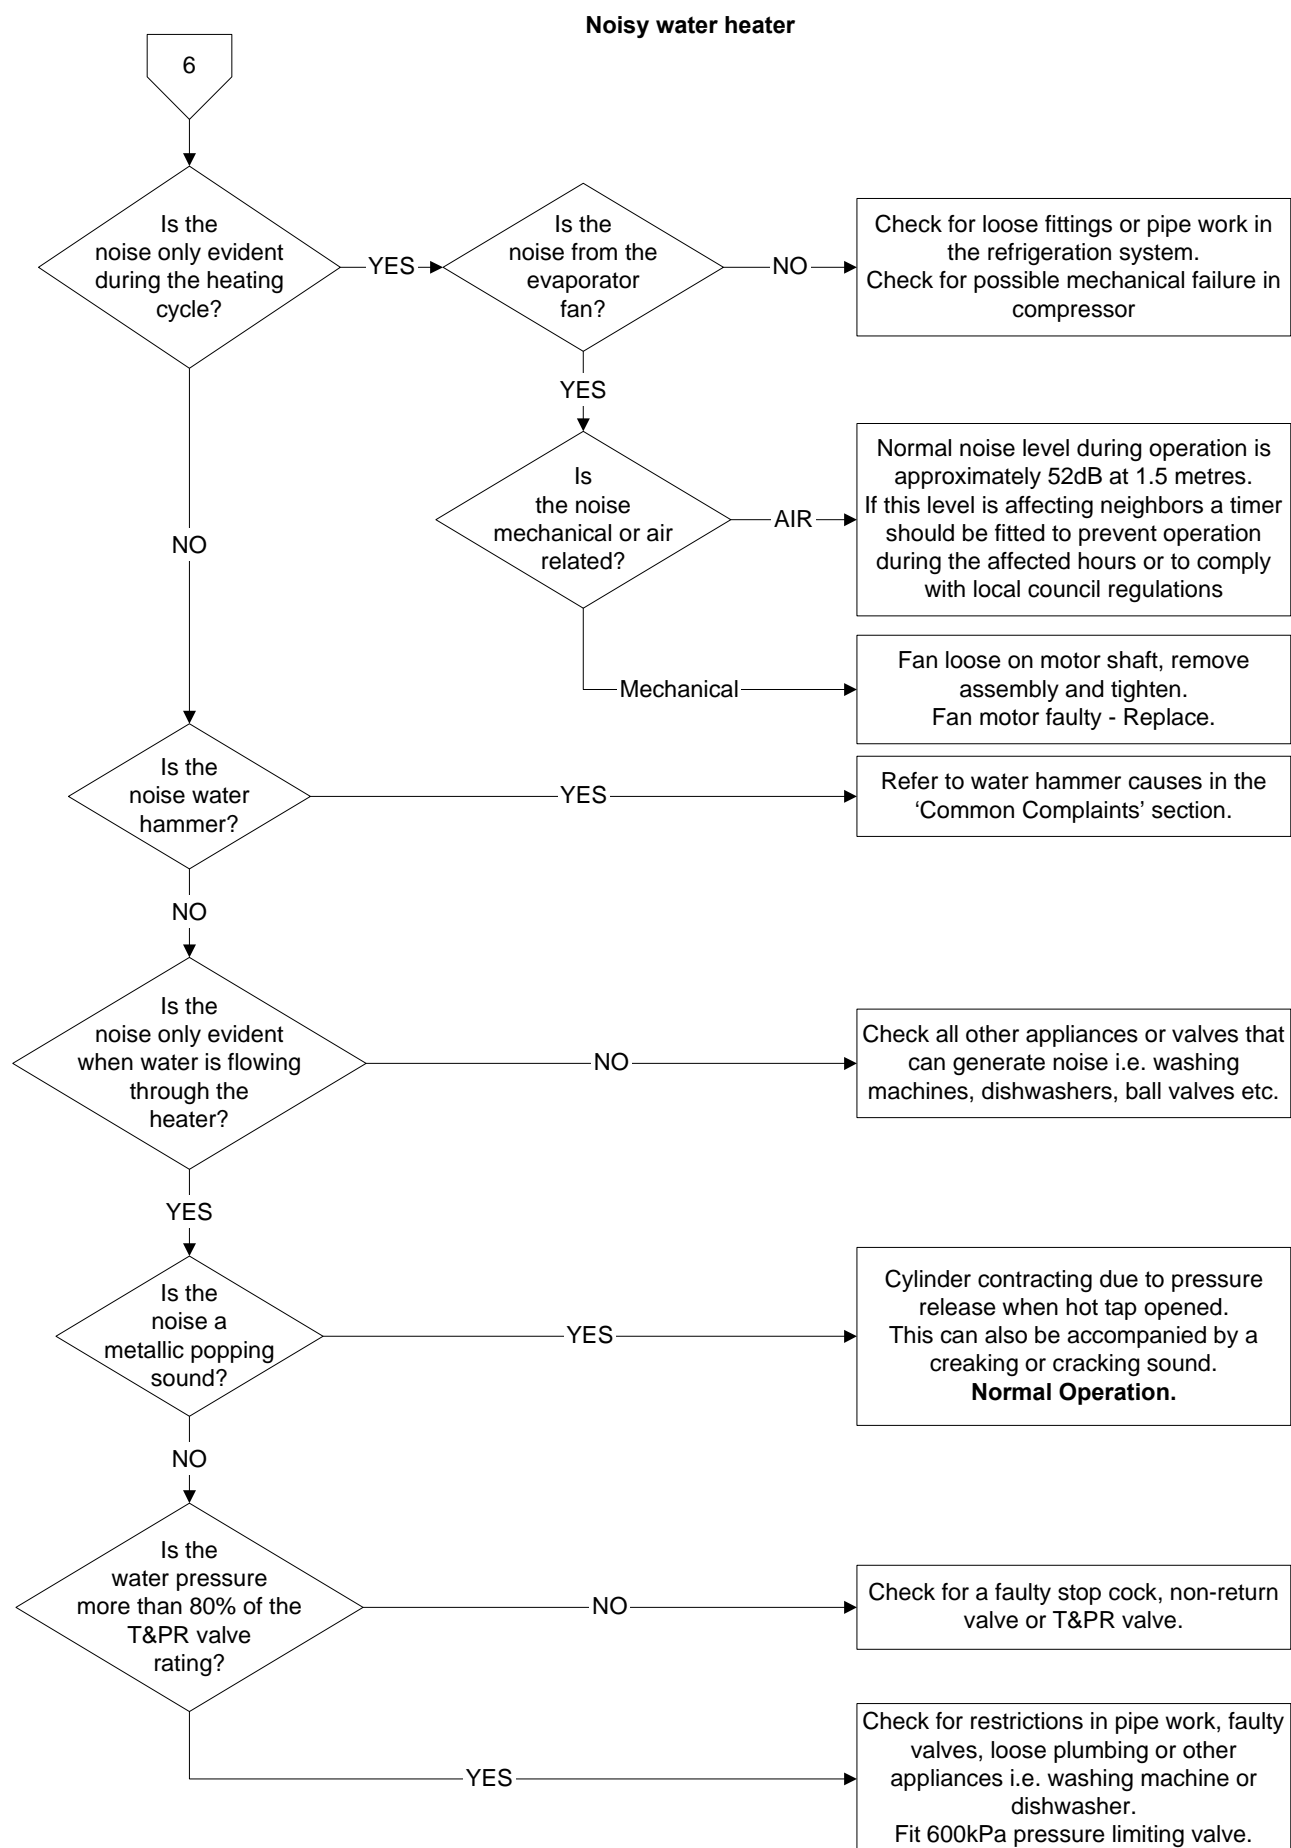 Noisy water heater
6
Is the
noise only evident
during the heating
cycle?
YES
Is the
noise from the
evaporator
fan?
NO
Check for loose fittings or pipe work in
the refrigeration system.
Check for possible mechanical failure in
compressor
YES
Is
the noise
mechanical or air
related?
AIR
Normal noise level during operation is
approximately 52dB at 1.5 metres.
If this level is affecting neighbors a timer
should be fitted to prevent operation
during the affected hours or to comply
with local council regulations
NO
Mechanical
Fan loose on motor shaft, remove
assembly and tighten.
Fan motor faulty - Replace.
Is the
noise water
hammer?
YES
Refer to water hammer causes in the
‘Common Complaints’ section.
NO
Is the
noise only evident
when water is flowing
through the
heater?
NO
Check all other appliances or valves that
can generate noise i.e. washing
machines, dishwashers, ball valves etc.
YES
Is the
noise a
metallic popping
sound?
YES
Cylinder contracting due to pressure
release when hot tap opened.
This can also be accompanied by a
creaking or cracking sound.
Normal Operation.
NO
Is the
water pressure
more than 80% of the
T&PR valve
rating?
NO
Check for a faulty stop cock, non-return
valve or T&PR valve.
YES
Check for restrictions in pipe work, faulty
valves, loose plumbing or other
appliances i.e. washing machine or
dishwasher.
Fit 600kPa pressure limiting valve.